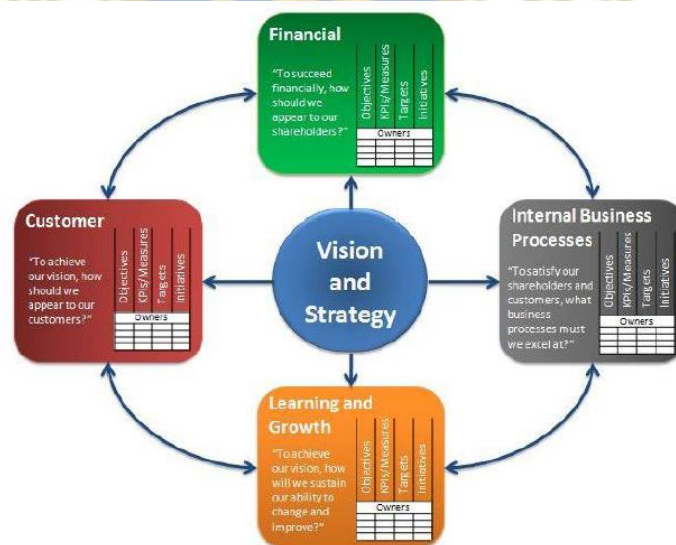 Financial
"To succeed
financially, how
should we
appear to our
shareholders?"
Objectives
KPIs/Measures
Targets
Initiatives
Owners
Customer
"To achieve
our vision, how
should we
appear to our
customers?"
Objectives
KPIs/Measures
Targets
Initiatives
Owners
Vision
and
Strategy
Internal Business
Processes
"To satisfy our
shareholders and
customers, what
business
processes must
we excel at?"
Objectives
KPIs/Measures
Targets
Initiatives
Owners
Learning and
Growth
"To achieve
our vision, how
will we sustain
our ability to
change and
improve?"
Objectives
KPIs/Measures
Targets
Initiatives
Owners